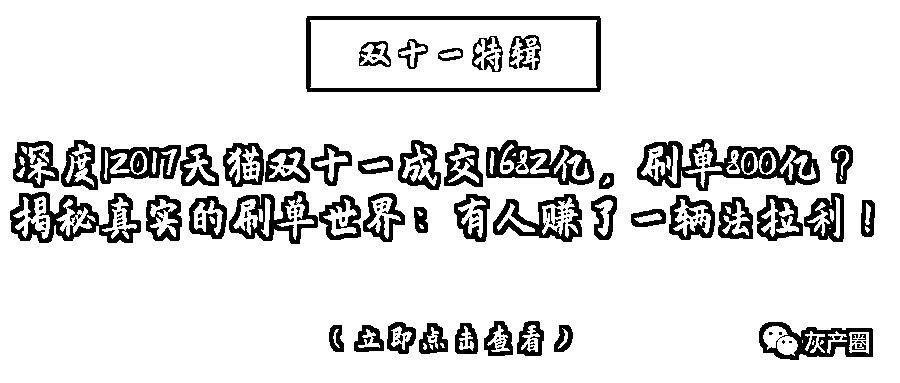 双十一特辑
深度|2017天猫双十一成交1682亿，刷单800亿？
揭秘真实的刷单世界：有人赚了一辆法拉利！
（立即点击查看）
灰产圈